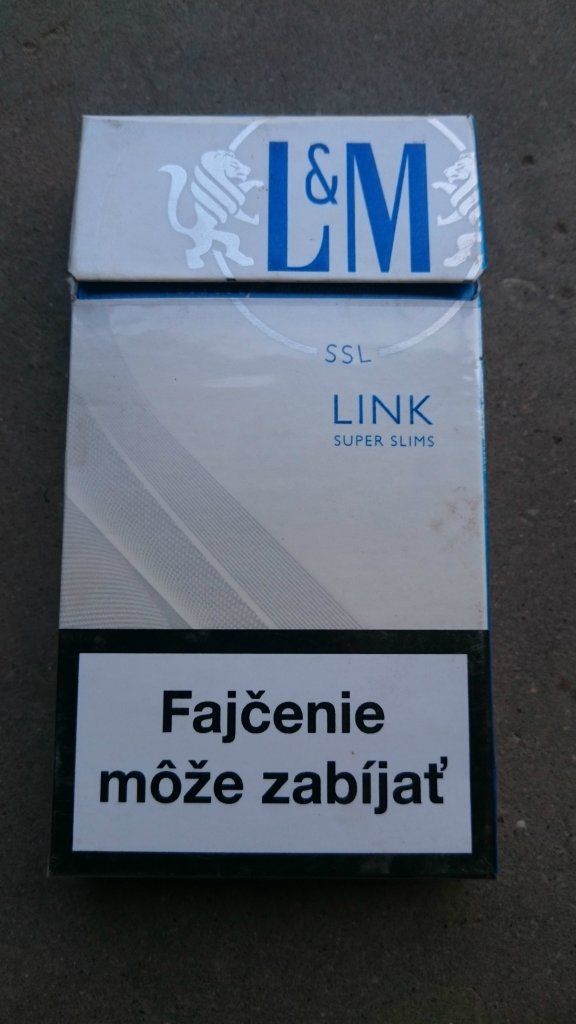 L&M
SSL
LINK
SUPER SLIMS
Fajčenie
môže zabíjať